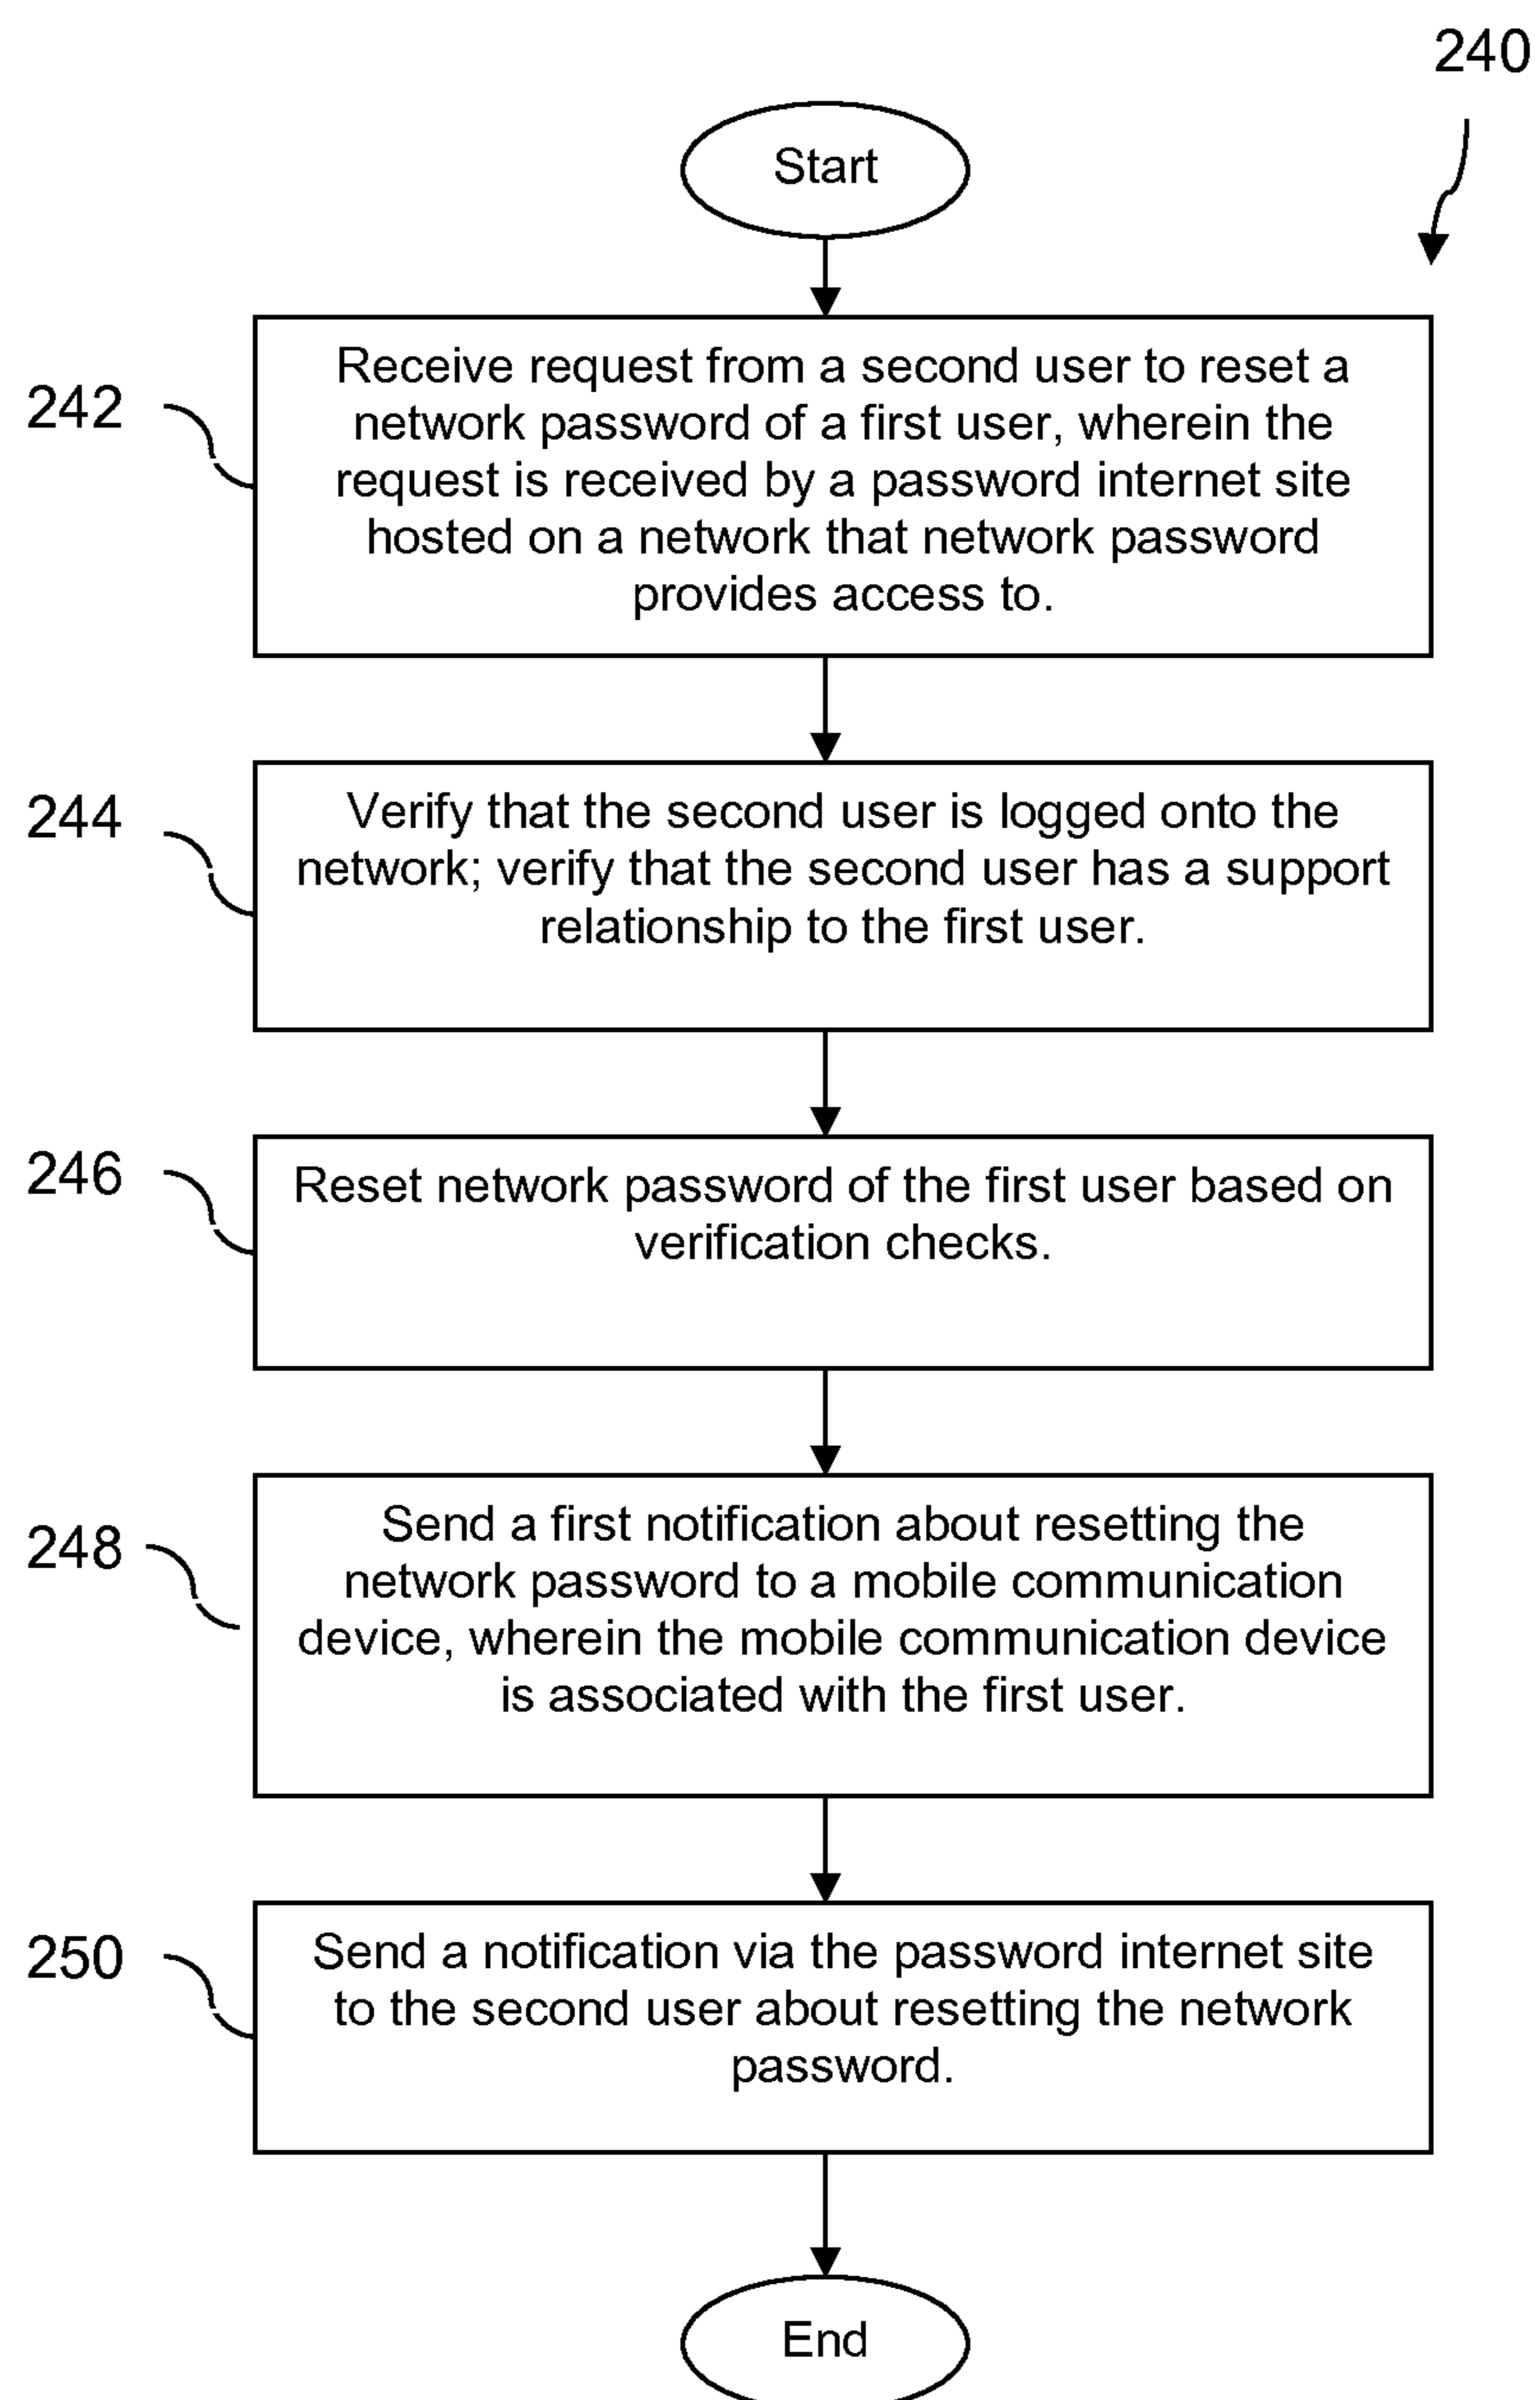 240
Start
242
Receive request from a second user to reset a
network password of a first user, wherein the
request is received by a password internet site
hosted on a network that network password
provides access to.
244
Verify that the second user is logged onto the
network; verify that the second user has a support
relationship to the first user.
246
Reset network password of the first user based on
verification checks.
248
Send a first notification about resetting the
network password to a mobile communication
device, wherein the mobile communication device
is associated with the first user.
250
Send a notification via the password internet site
to the second user about resetting the network
password.
End